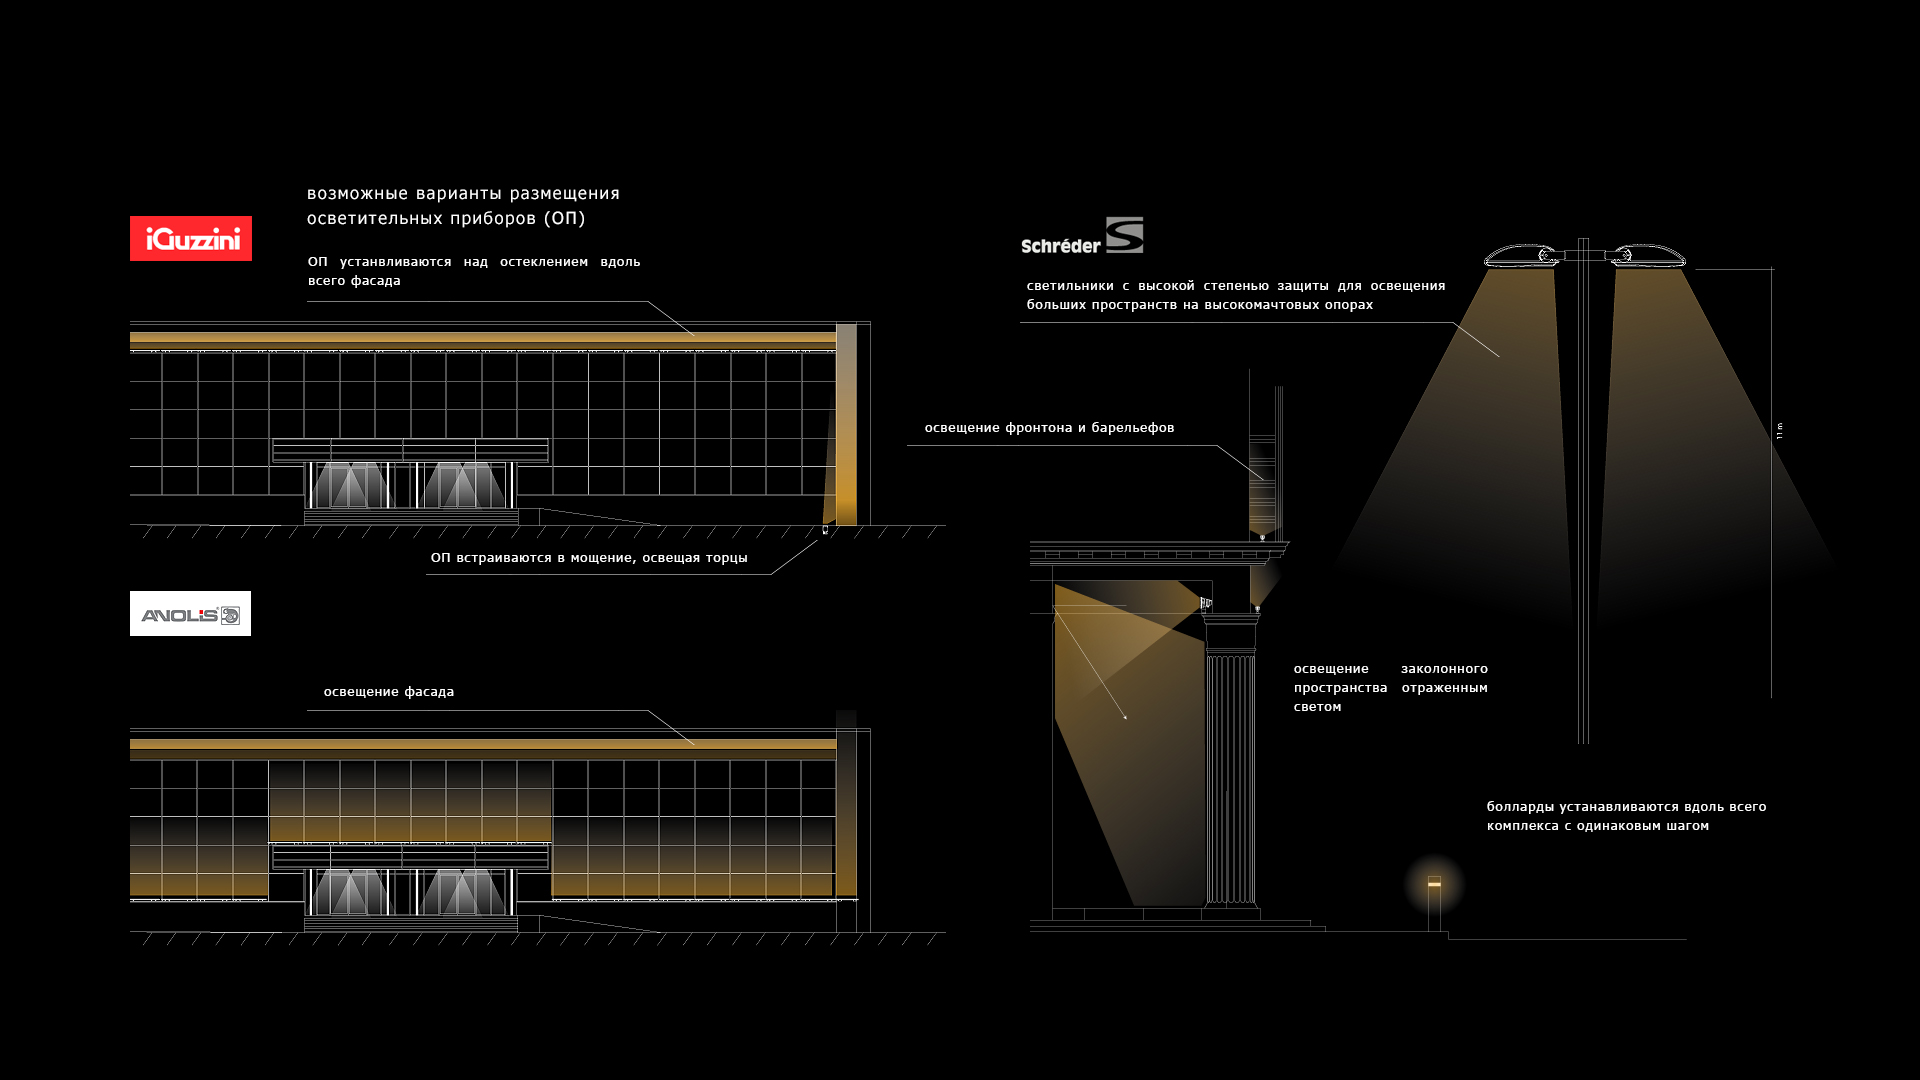 возможные варианты размещения
осветительных приборов (ОП)
iGuzzini
ОП устанвливаются над остеклением вдоль
всего фасада
ОП встраиваются в мощение, освещая торцы
ANOLiS
освещение фасада
Schréder
светильники с высокой степенью защиты для освещения
больших пространств на высокомачтовых опорах
освещение фронтона и барельефов
11 m
освещение заколонного
пространства отраженным
светом
болларды устанавливаются вдоль всего
комплекса с одинаковым шагом